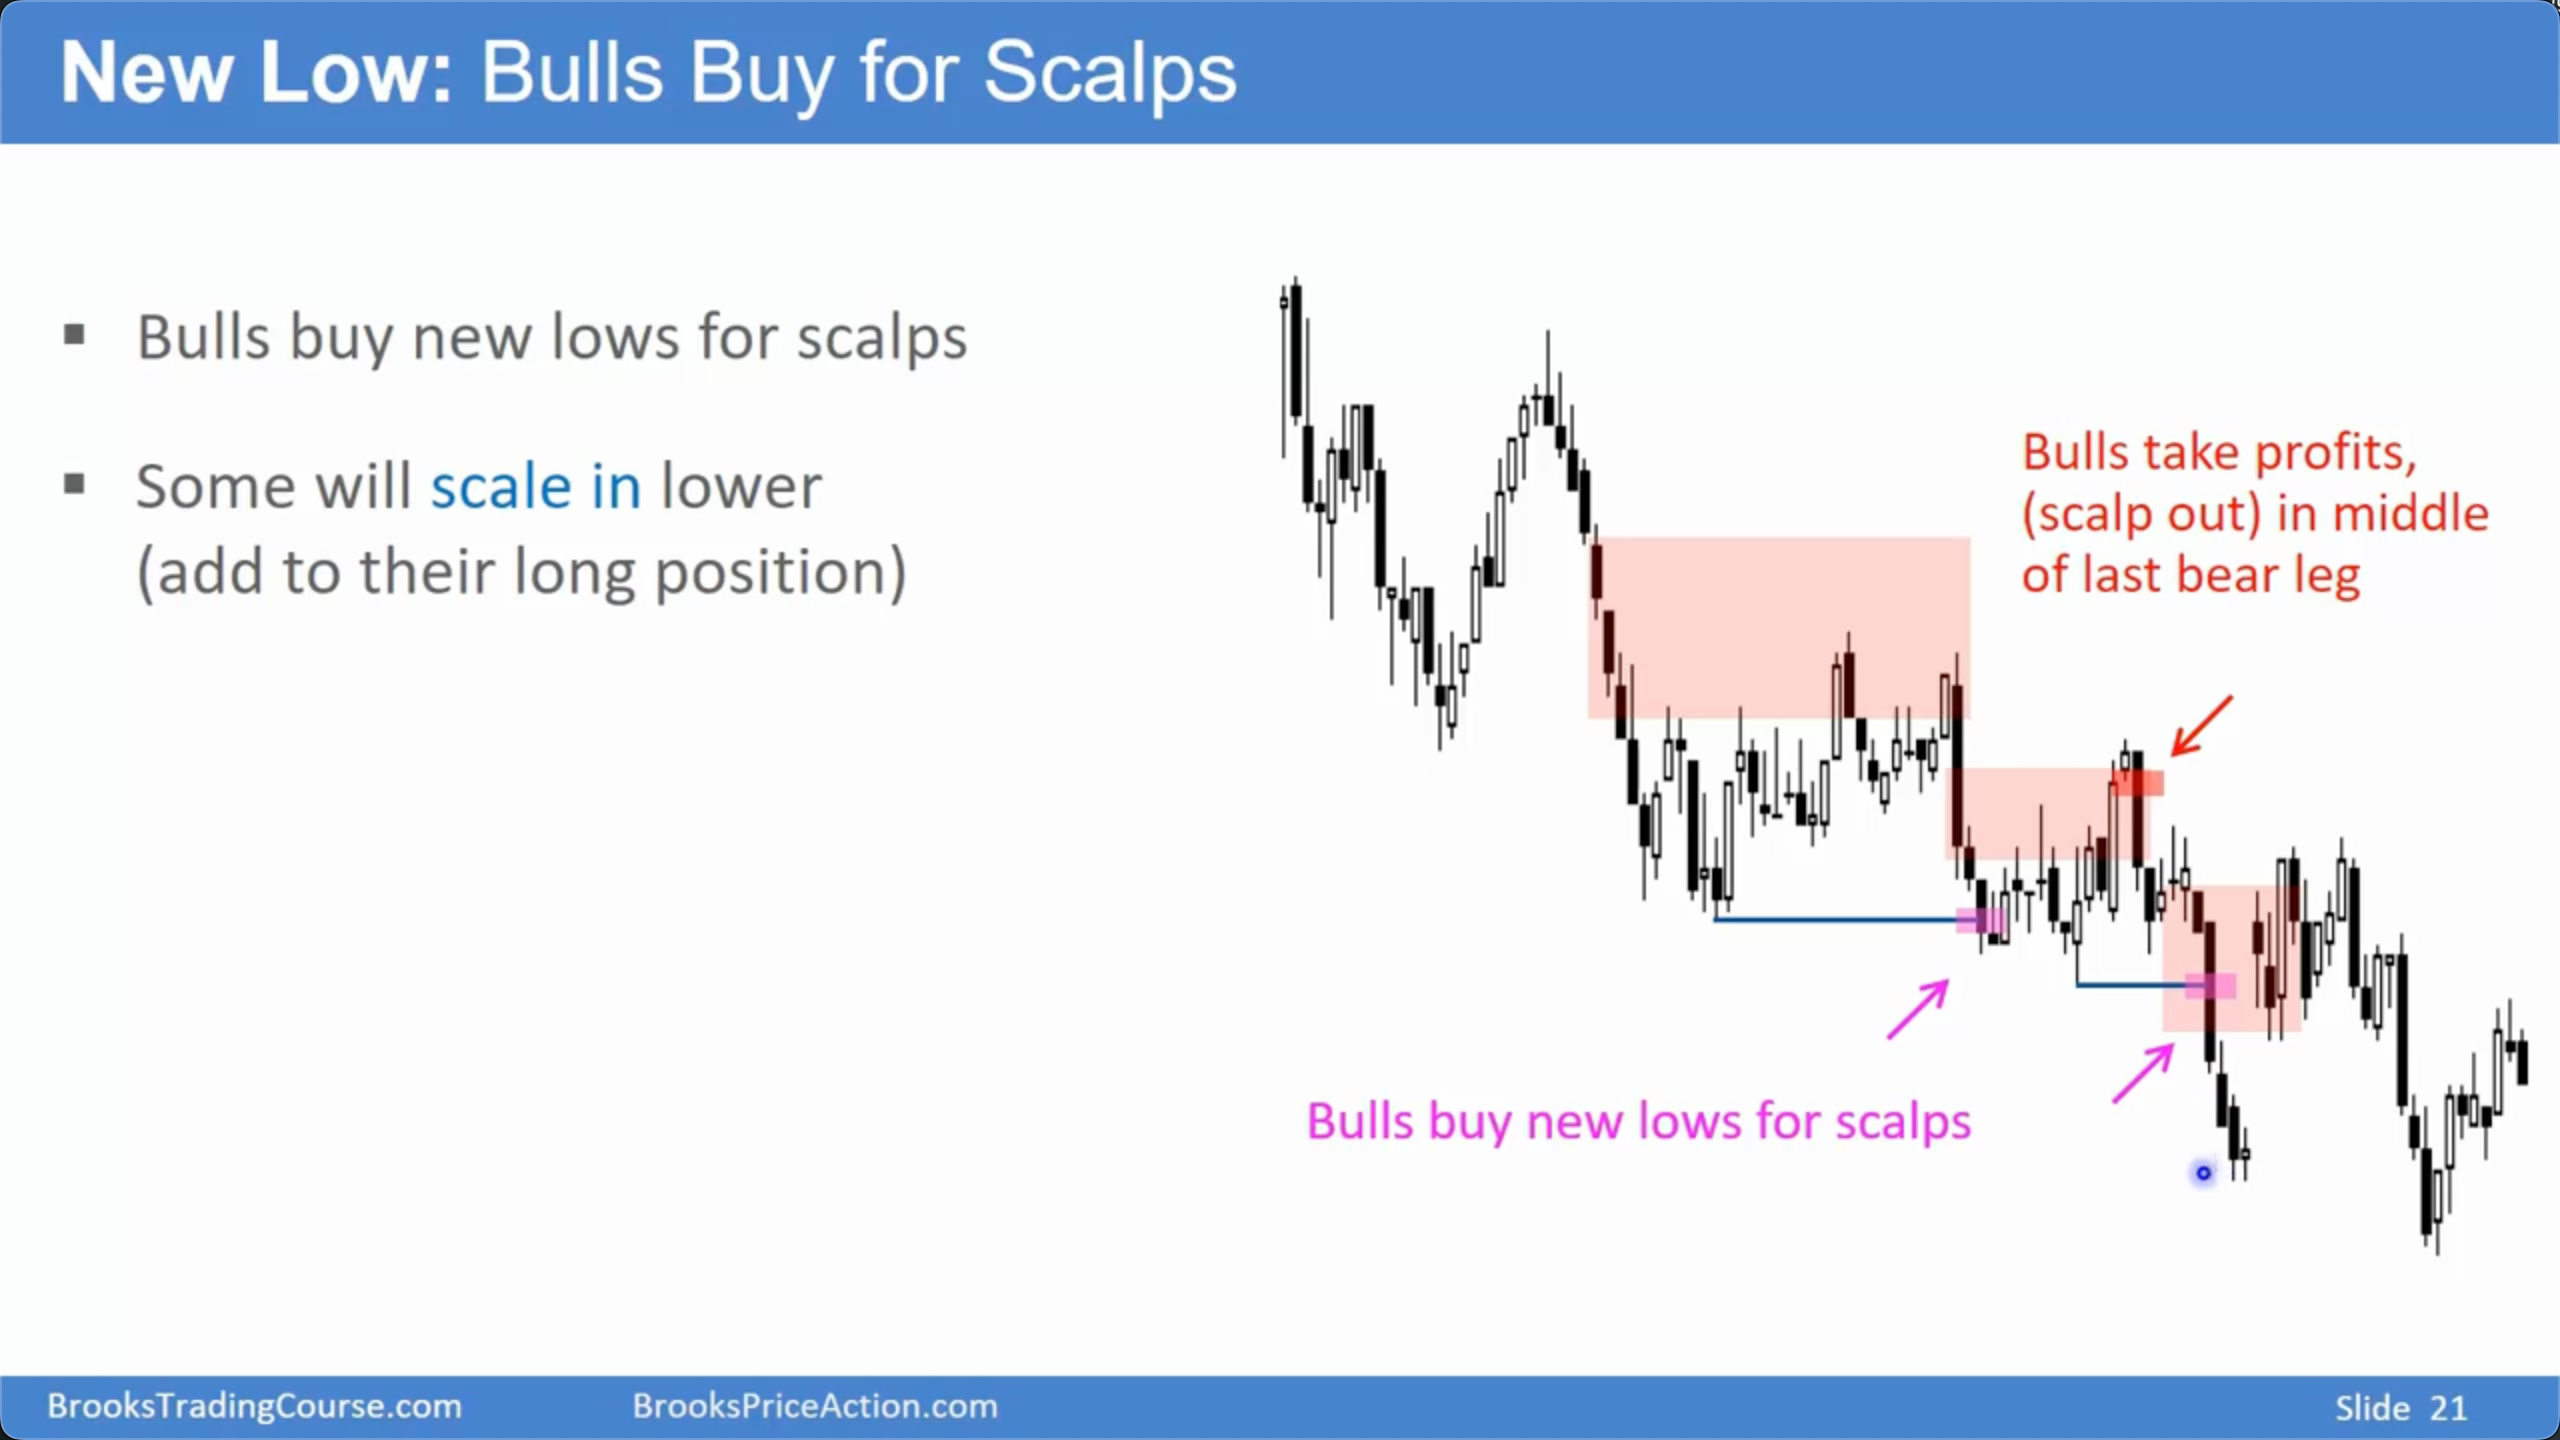 New Low: Bulls Buy for Scalps
▪ Bulls buy new lows for scalps
▪ Some will scale in lower
(add to their long position)
Bulls take profits,
(scalp out) in middle
of last bear leg
Bulls buy new lows for scalps
BrooksTradingCourse.com BrooksPriceAction.com Slide 21